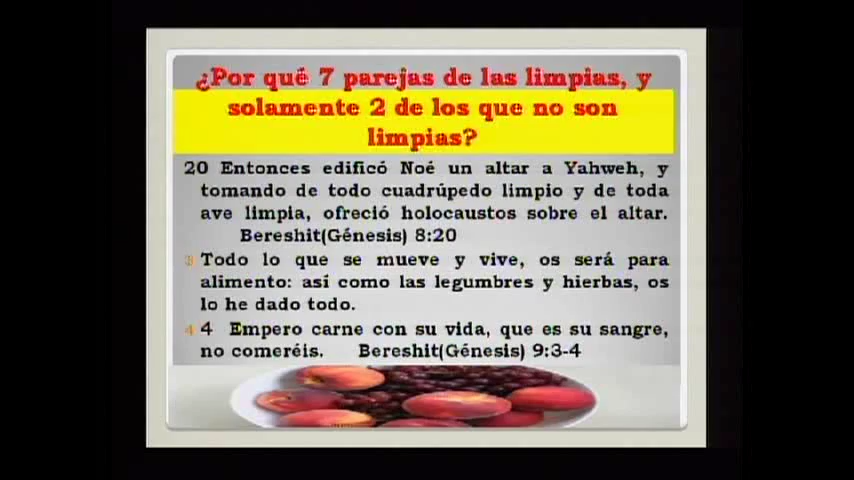 ¿Por qué 7 parejas de las limpias, y
solamente 2 de los que no son
limpias?
20 Entonces edificó Noé un altar a Yahweh, y
tomando de todo cuadrúpedo limpio y de toda
ave limpia, ofreció holocaustos sobre el altar.
Bereshit(Génesis) 8:20
3 Todo lo que se mueve y vive, os será para
alimento: así como las legumbres y hierbas, os
lo he dado todo.
4 4 Empero carne con su vida, que es su sangre,
no comeréis. Bereshit(Génesis) 9:3-4